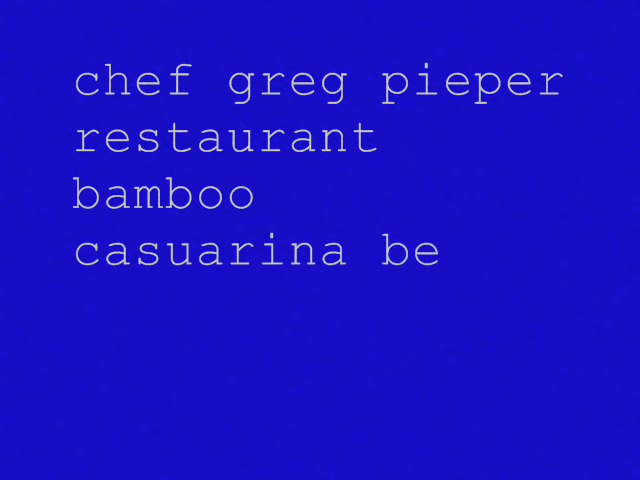 chef greg pieper
restaurant
bamboo
casuarina be